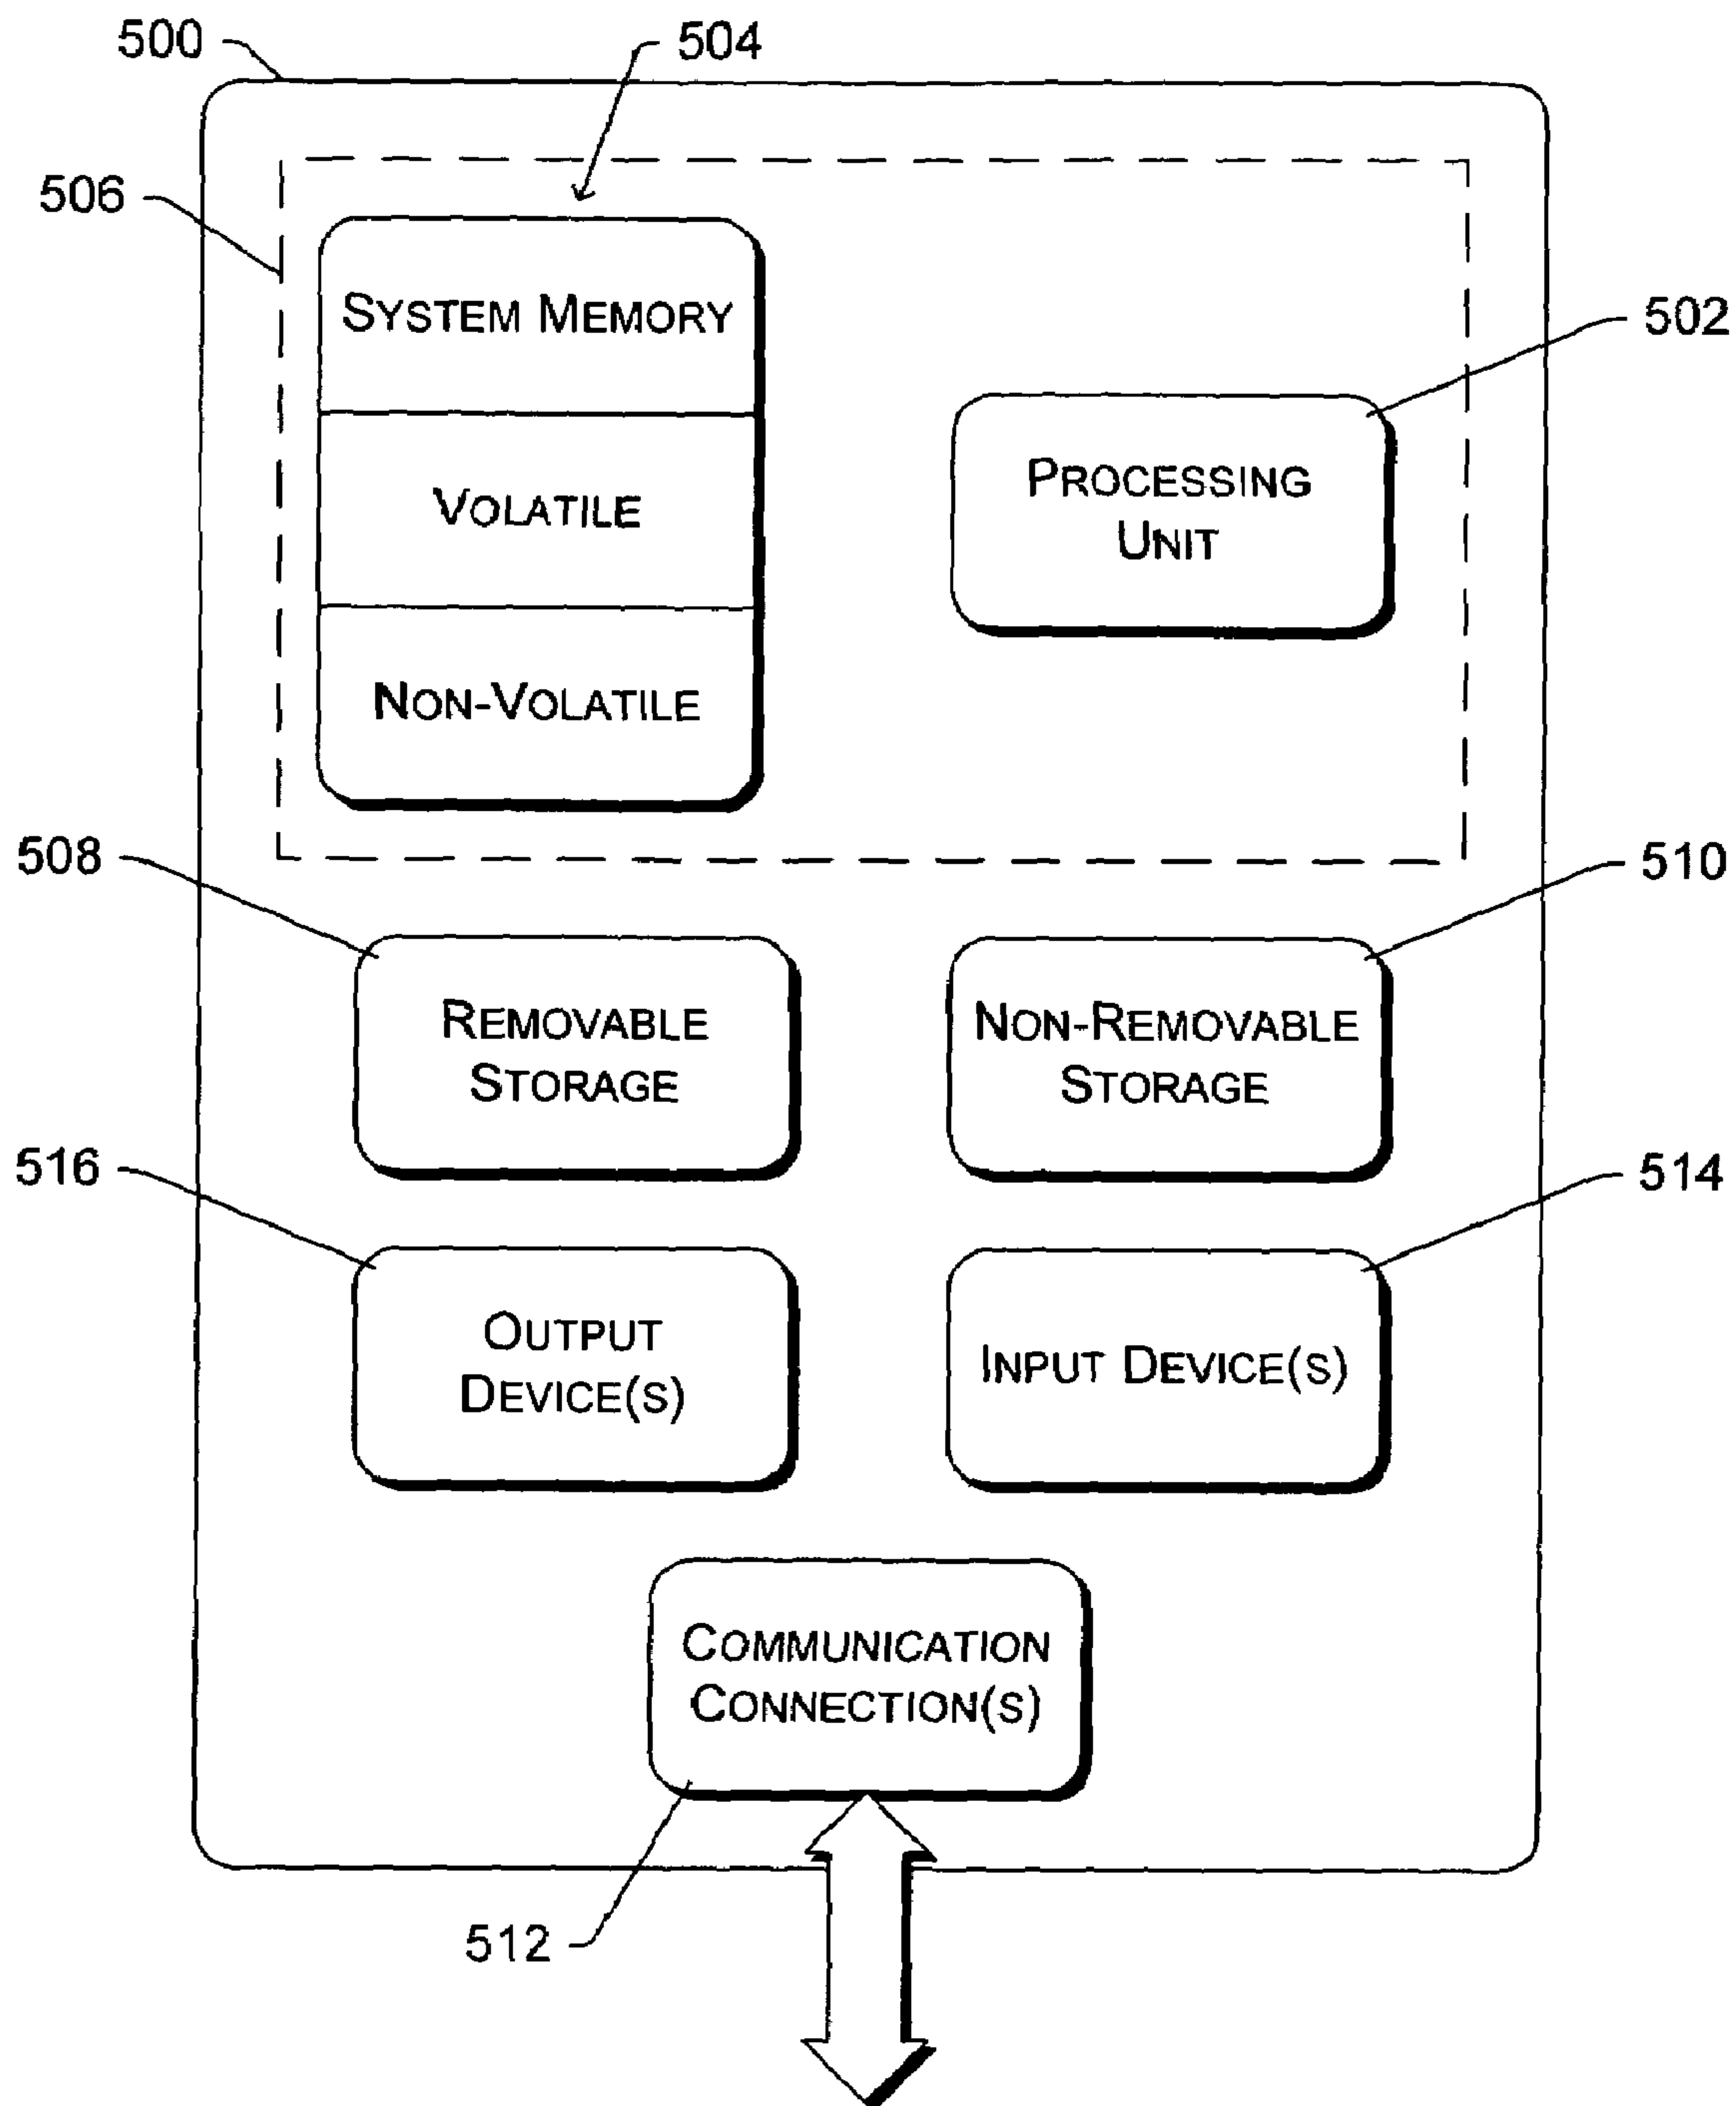 500
504
506
SYSTEM MEMORY
502
VOLATILE
PROCESSING
UNIT
NON-VOLATILE
508
510
REMOVABLE
STORAGE
NON-REMOVABLE
STORAGE
516
514
OUTPUT
DEVICE(S)
INPUT DEVICE(S)
COMMUNICATION
CONNECTION(S)
512